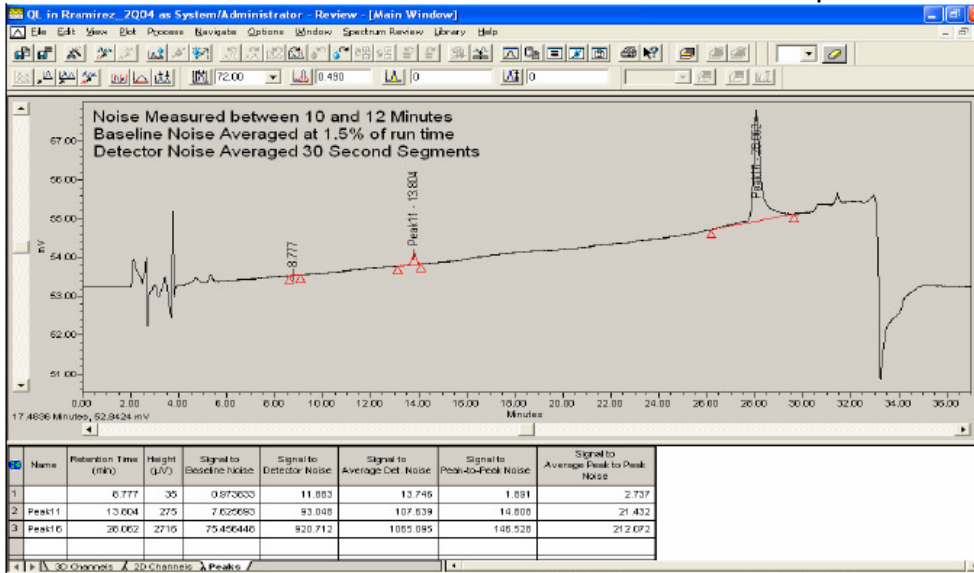 QL in Rramirez_2Q04 as System/Administrator - Review - [Main Window]
File Edit View Plot Process Navigate Options Window Spectrum Review Library Help
72.00 0.490 0 0
Noise Measured between 10 and 12 Minutes
Baseline Noise Averaged at 1.5% of run time
Detector Noise Averaged 30 Second Segments
mV
57.00
56.00
55.00
54.00
53.00
52.00
51.00
8.777
Peak11 - 13.804
Peak16 - 28.062
0.00 2.00 4.00 6.00 8.00 10.00 12.00 14.00 16.00 18.00 20.00 22.00 24.00 26.00 28.00 30.00 32.00 34.00 36.00
Minutes
17.4836 Minutes, 52.8424 mV
Name Retention Time (min) Height (µV) Signal to Baseline Noise Signal to Detector Noise Signal to Average Det. Noise Signal to Peak-to-Peak Noise Signal to Average Peak to Peak Noise
1 8.777 35 0.973833 11.883 13.746 1.891 2.737
2 Peak11 13.804 275 7.625693 93.048 107.639 14.808 21.432
3 Peak16 28.062 2716 75.456448 920.712 1065.095 146.528 212.072
3D Channels 2D Channels Peaks